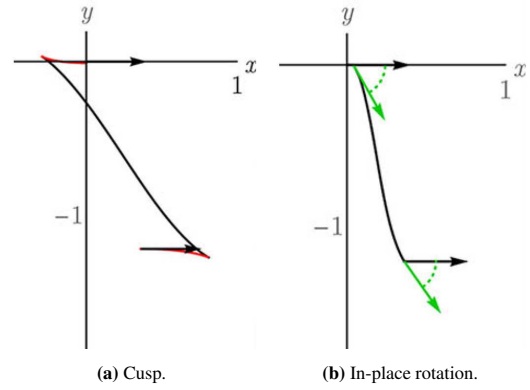 y
x
1
−1
y
x
1
−1
(a) Cusp.
(b) In-place rotation.